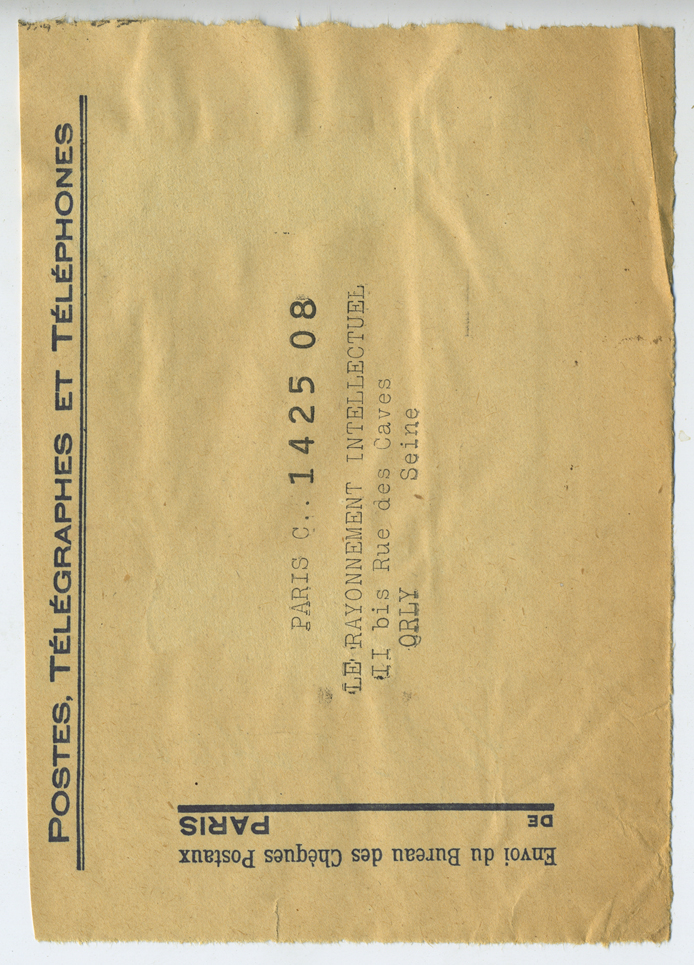 POSTES, TÉLÉGRAPHES ET TÉLÉPHONES
PARIS C.. 1425 08
LE RAYONNEMENT INTELLECTUEL
II bis Rue des Caves
ORLY Seine
Envoi du Bureau des Chèques Postaux
DE PARIS